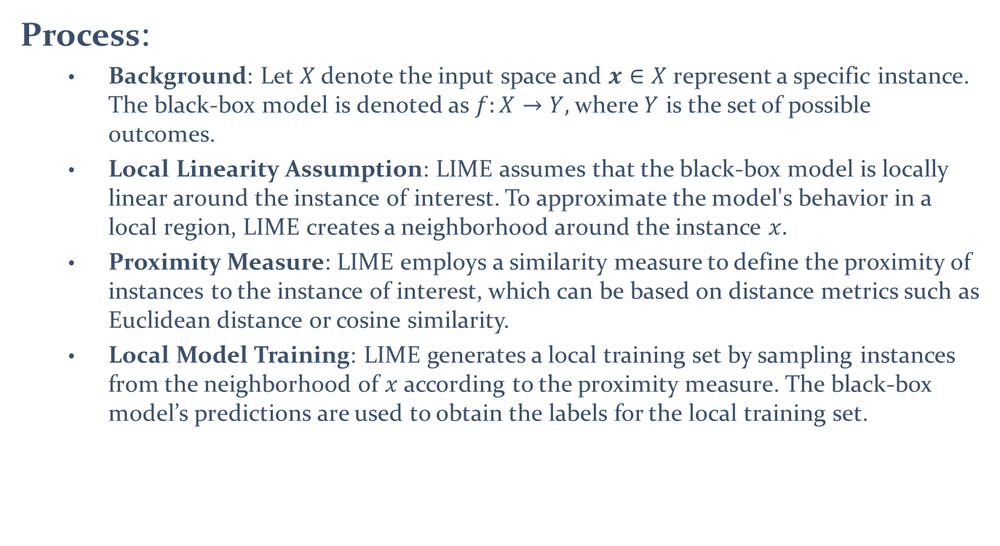 Process:
• Background: Let X denote the input space and x ∈ X represent a specific instance.
The black-box model is denoted as f: X → Y, where Y is the set of possible
outcomes.
• Local Linearity Assumption: LIME assumes that the black-box model is locally
linear around the instance of interest. To approximate the model's behavior in a
local region, LIME creates a neighborhood around the instance x.
• Proximity Measure: LIME employs a similarity measure to define the proximity of
instances to the instance of interest, which can be based on distance metrics such as
Euclidean distance or cosine similarity.
• Local Model Training: LIME generates a local training set by sampling instances
from the neighborhood of x according to the proximity measure. The black-box
model’s predictions are used to obtain the labels for the local training set.